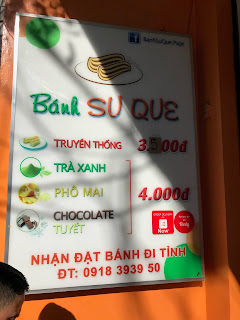 Bánh SU QUE
TRUYỀN THỐNG 3.500đ
TRÀ XANH
PHÔ MAI 4.000đ
CHOCOLATE
TUYẾT
Now
NHẬN ĐẶT BÁNH ĐI TỈNH
ĐT: 0918 3939 50